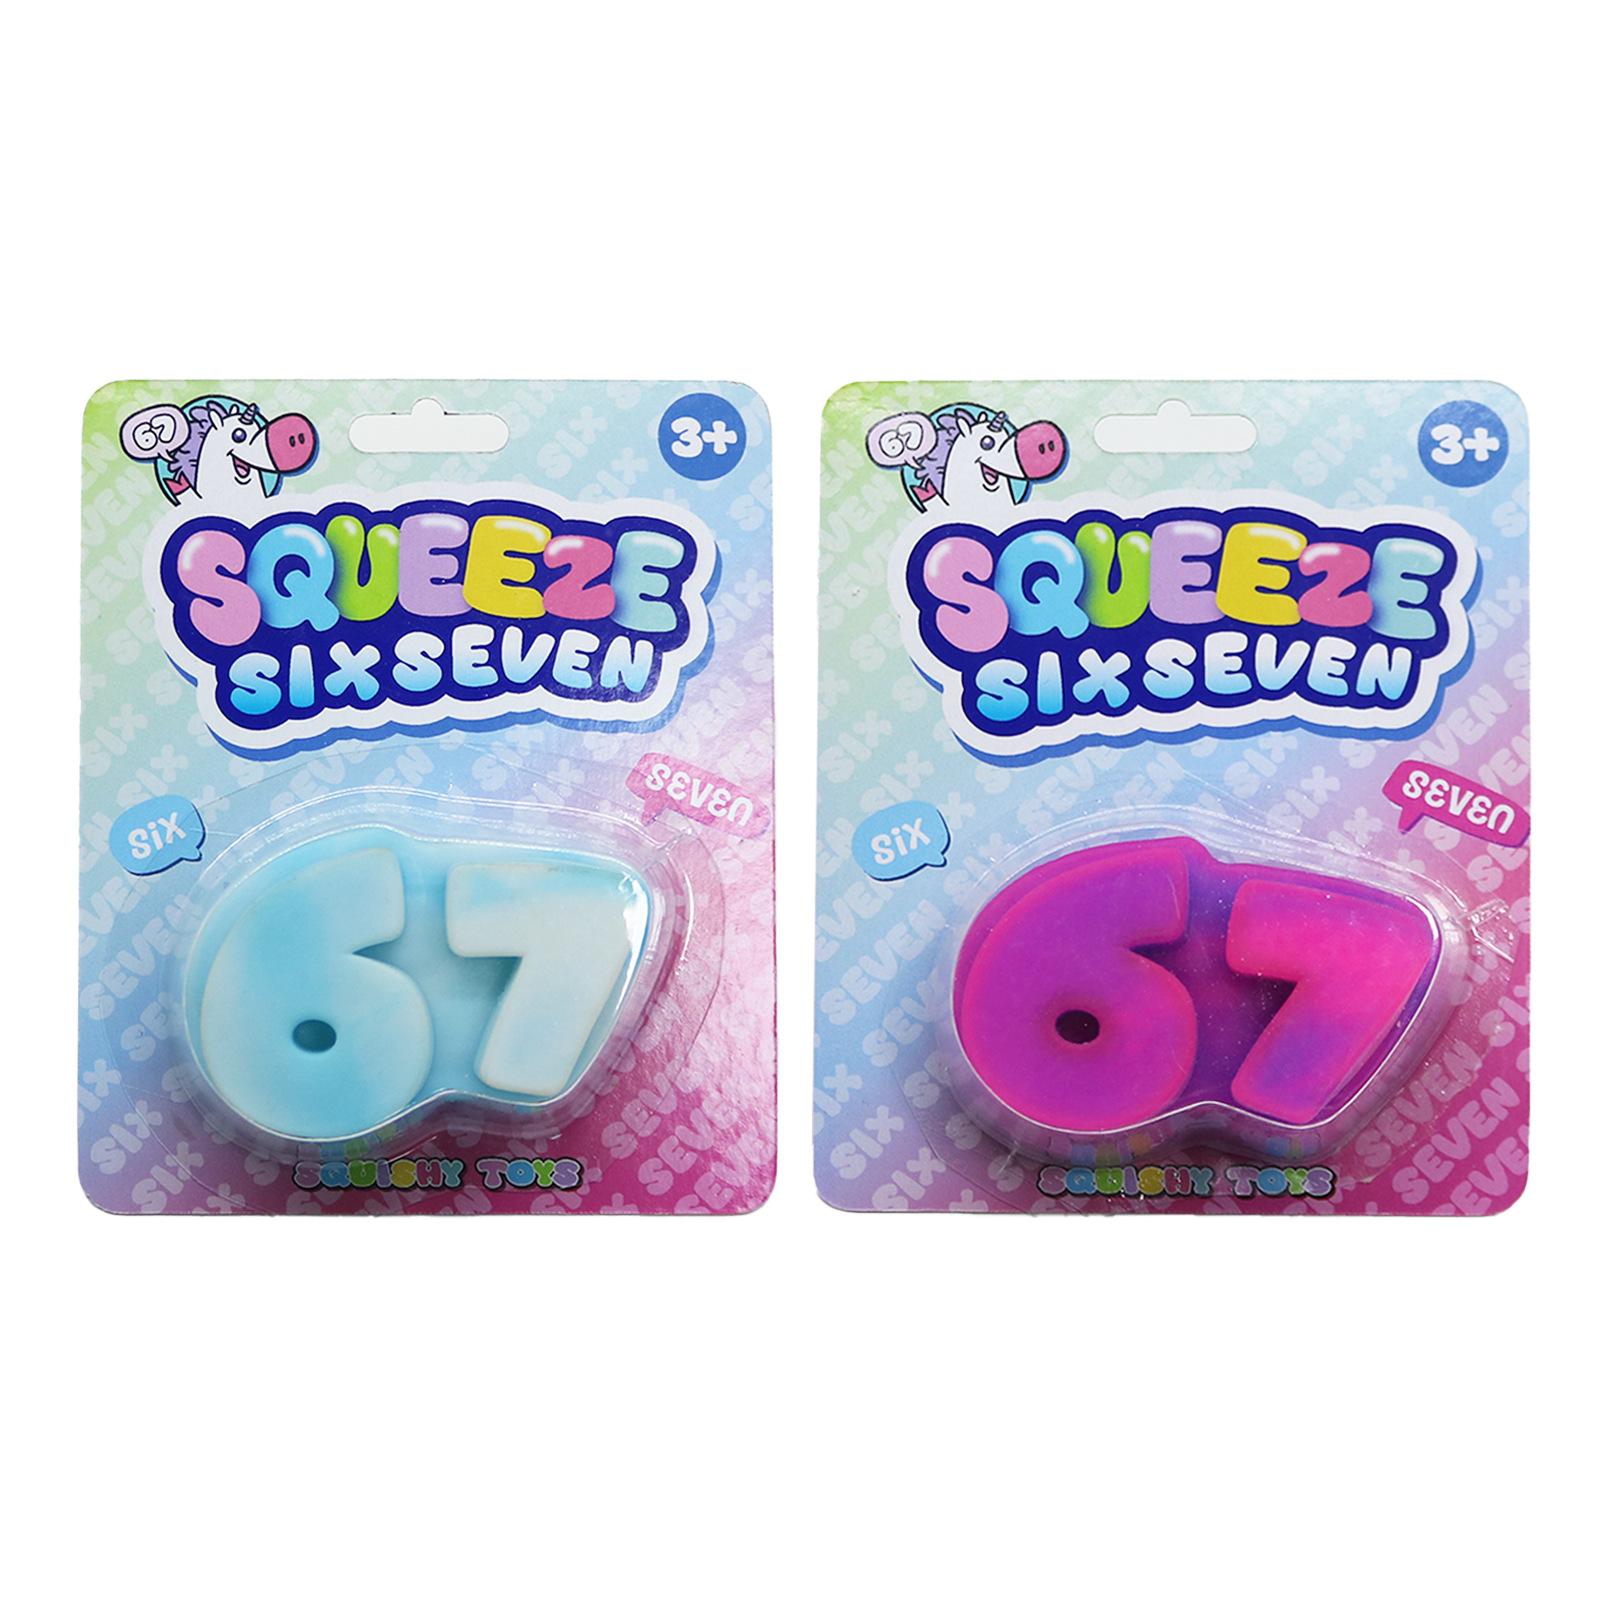 67
3+
SQUEEZE
SIXSEVEN
SiX
SEVEN
67
SQUISHY TOYS
67
3+
SQUEEZE
SIXSEVEN
SiX
SEVEN
67
SQUISHY TOYS